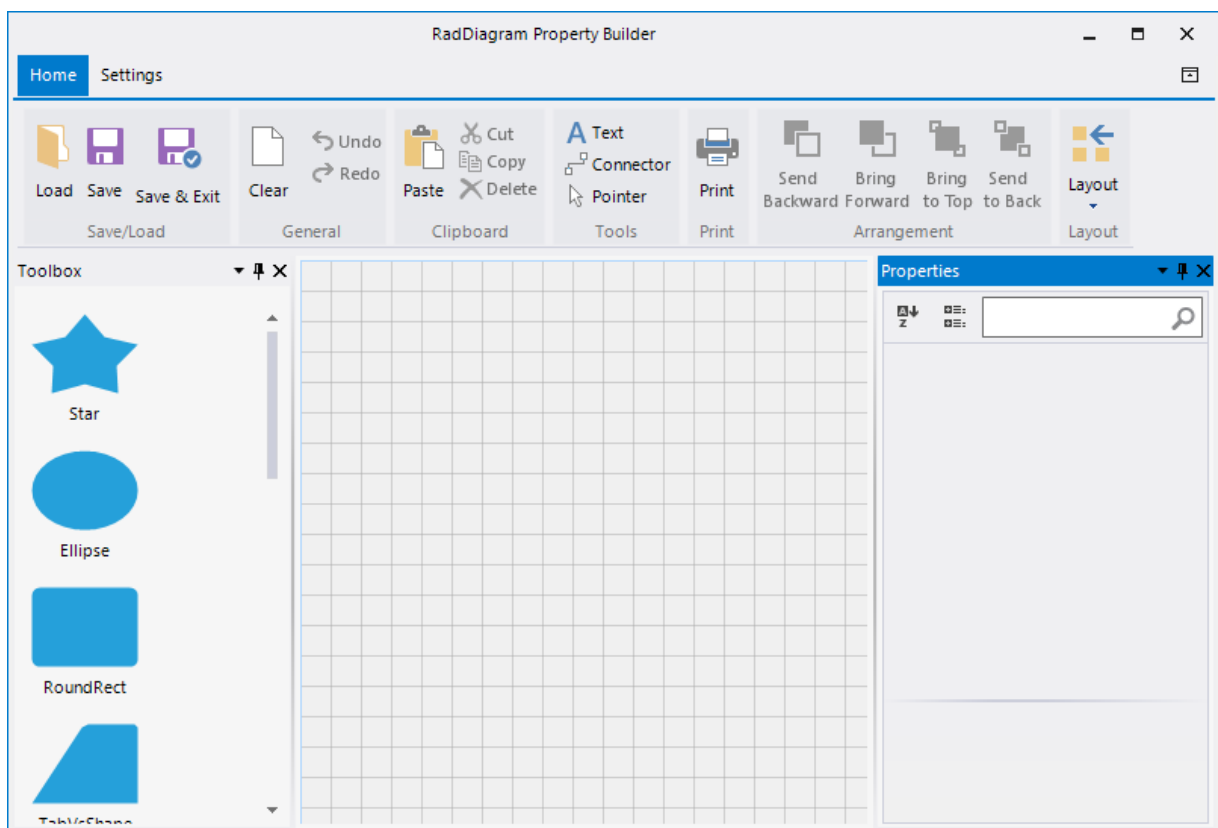 RadDiagram Property Builder
Home Settings
Load Save Save & Exit
Save/Load
Clear
Undo
Redo
General
Paste
Cut
Copy
Delete
Clipboard
Text
Connector
Pointer
Tools
Print
Print
Send
Backward
Bring
Forward
Bring
to Top
Send
to Back
Arrangement
Layout
Layout
Toolbox
Star
Ellipse
RoundRect
TabVsShape
Properties